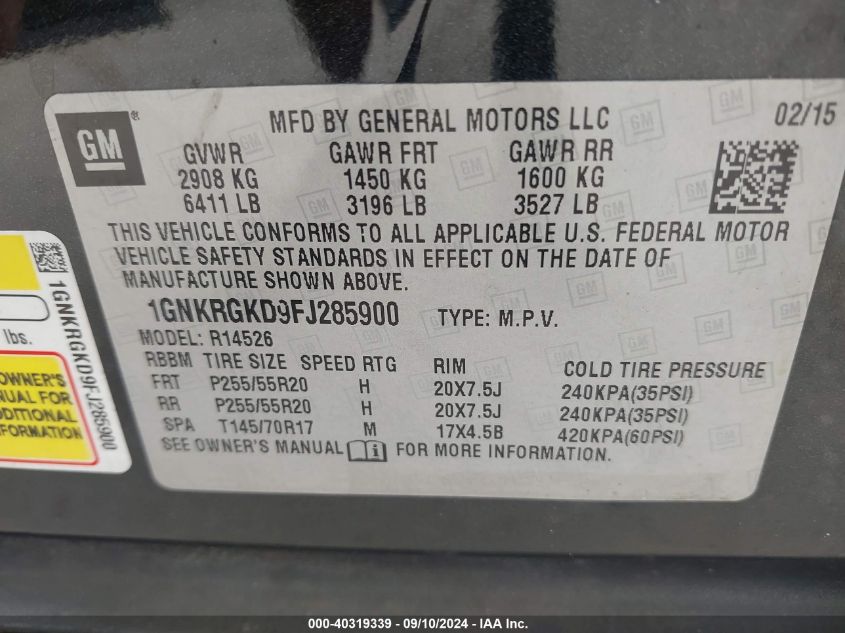 GM
®
MFD BY GENERAL MOTORS LLC 02/15
GVWR GAWR FRT GAWR RR
2908 KG 1450 KG 1600 KG
6411 LB 3196 LB 3527 LB
THIS VEHICLE CONFORMS TO ALL APPLICABLE U.S. FEDERAL MOTOR
VEHICLE SAFETY STANDARDS IN EFFECT ON THE DATE OF
MANUFACTURE SHOWN ABOVE.
1GNKRGKD9FJ285900 TYPE: M.P.V.
MODEL: R14526
RBBM TIRE SIZE SPEED RTG RIM COLD TIRE PRESSURE
FRT P255/55R20 H 20X7.5J 240KPA(35PSI)
RR P255/55R20 H 20X7.5J 240KPA(35PSI)
SPA T145/70R17 M 17X4.5B 420KPA(60PSI)
SEE OWNER'S MANUAL FOR MORE INFORMATION.
1GNKRGKD9FJ285900
lbs.
OWNER'S
FOR
000-40319339 - 09/10/2024 - IAA Inc.